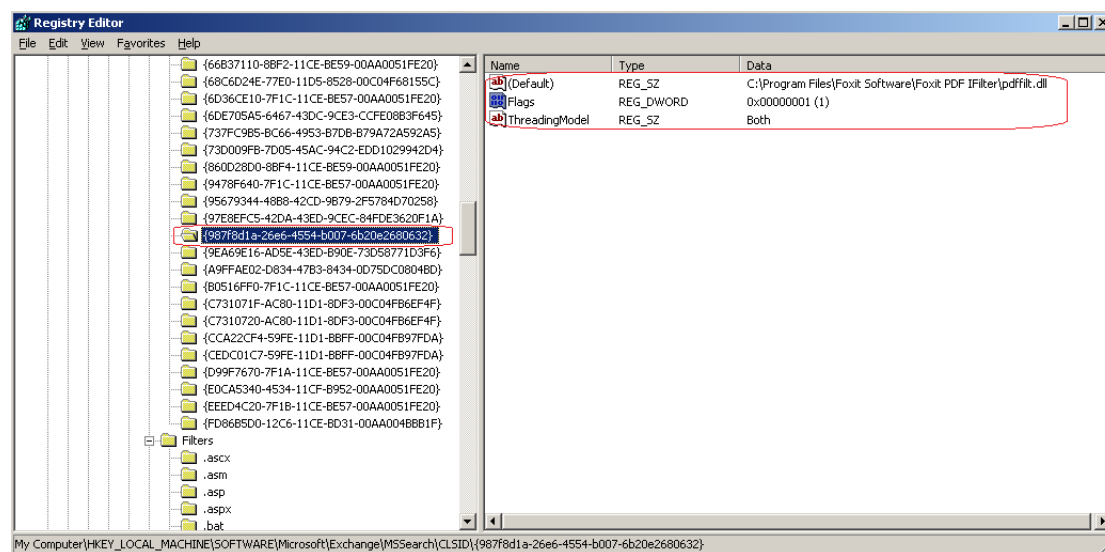 Registry Editor
File Edit View Favorites Help
{66B37110-8BF2-11CE-BE59-00AA0051FE20}
{68C6D24E-77E0-11D5-8528-00C04F68155C}
{6D36CE10-7F1C-11CE-BE57-00AA0051FE20}
{6DE705A5-6467-43DC-9CE3-CCFE08B3F645}
{737FC9B5-BC66-4953-B7DB-B79A72A592A5}
{73D009FB-7D05-45AC-94C2-EDD1029942D4}
{860D28D0-8BF4-11CE-BE59-00AA0051FE20}
{9478F640-7F1C-11CE-BE57-00AA0051FE20}
{95679344-48B8-42CD-9B79-2F5784D70258}
{97E8EFC5-42DA-43ED-9CEC-84FDE3620F1A}
{987f8d1a-26e6-4554-b007-6b20e2680632}
{9EA69E16-AD5E-43ED-B90E-73D58771D3F6}
{A9FFAE02-D834-47B3-8434-0D75DC0804BD}
{B0516FF0-7F1C-11CE-BE57-00AA0051FE20}
{C731071F-AC80-11D1-8DF3-00C04FB6EF4F}
{C7310720-AC80-11D1-8DF3-00C04FB6EF4F}
{CCA22CF4-59FE-11D1-BBFF-00C04FB97FDA}
{CEDC01C7-59FE-11D1-BBFF-00C04FB97FDA}
{D99F7670-7F1A-11CE-BE57-00AA0051FE20}
{E0CA5340-4534-11CF-B952-00AA0051FE20}
{EEED4C20-7F1B-11CE-BE57-00AA0051FE20}
{FD86B5D0-12C6-11CE-BD31-00AA004BBB1F}
Filters
.ascx
.asm
.asp
.aspx
.bat
Name Type Data
(Default) REG_SZ C:\Program Files\Foxit Software\Foxit PDF IFilter\pdffilt.dll
Flags REG_DWORD 0x00000001 (1)
ThreadingModel REG_SZ Both
My Computer\HKEY_LOCAL_MACHINE\SOFTWARE\Microsoft\Exchange\MSSearch\CLSID\{987f8d1a-26e6-4554-b007-6b20e2680632}